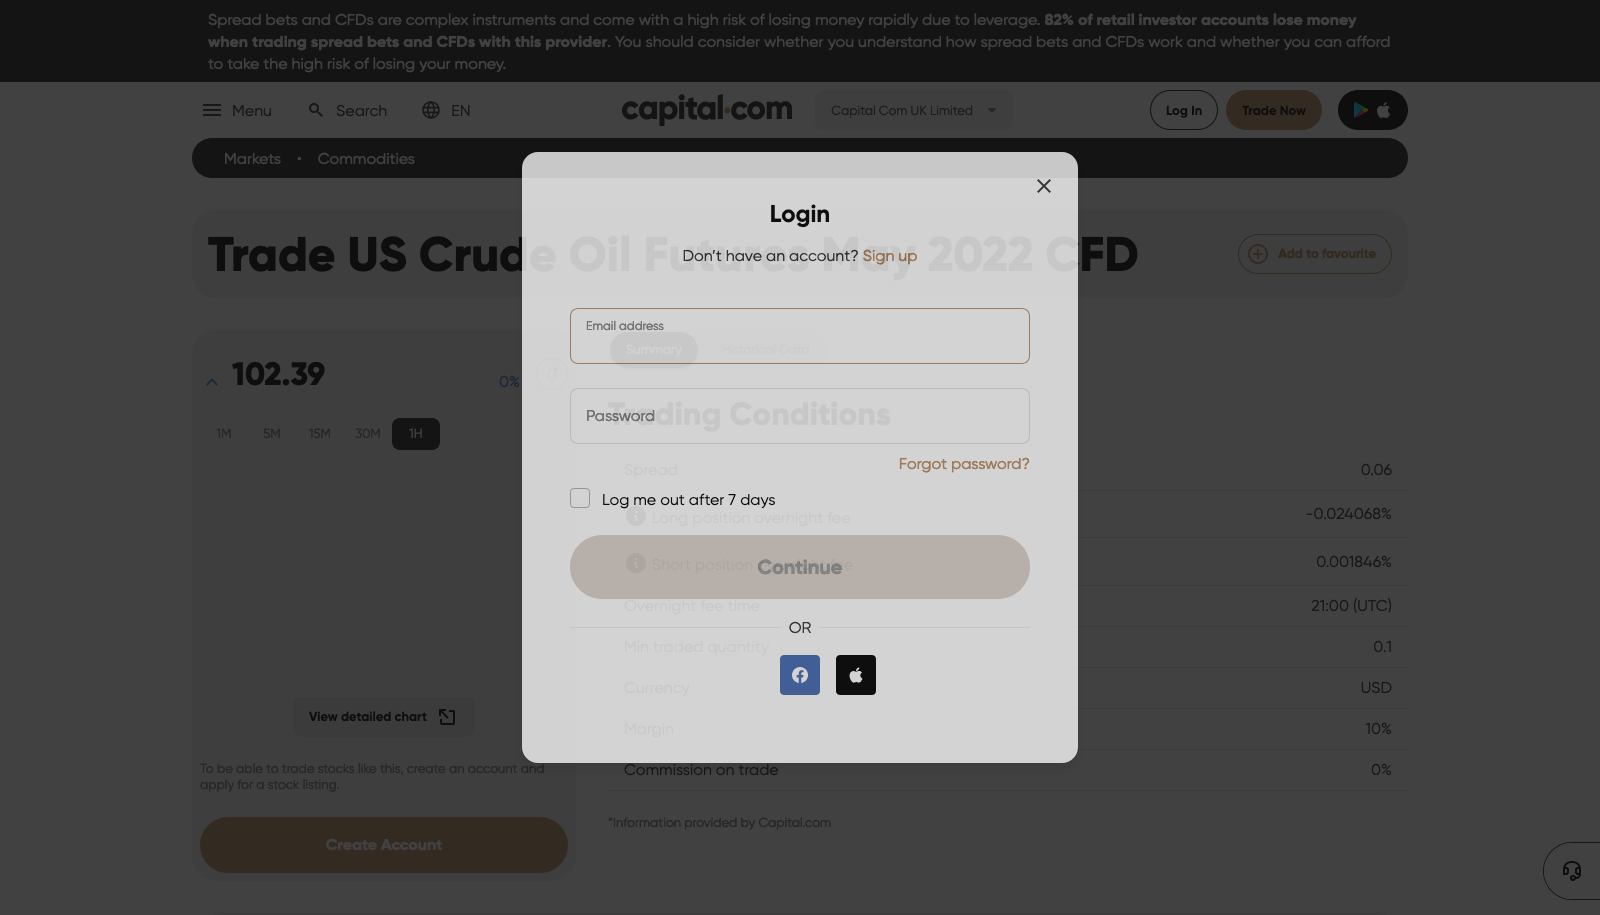 Spread bets and CFDs are complex instruments and come with a high risk of losing money rapidly due to leverage. 82% of retail investor accounts lose money
when trading spread bets and CFDs with this provider. You should consider whether you understand how spread bets and CFDs work and whether you can afford
to take the high risk of losing your money.
Menu
Search
EN
capital.com
Capital Com UK Limited
Log In
Trade Now
Markets • Commodities
Trade US Crude Oil Futures May 2022 CFD
Add to favourite
Login
Don't have an account? Sign up
Email address
Password
Forgot password?
Log me out after 7 days
Continue
OR
102.39
0%
1M
5M
15M
30M
1H
View detailed chart
To be able to trade stocks like this, create an account and
apply for a stock listing.
Create Account
Summary
Historical Data
Trading Conditions
Spread 0.06
Long position overnight fee -0.024068%
Short position overnight fee 0.001846%
Overnight fee time 21:00 (UTC)
Min traded quantity 0.1
Currency USD
Margin 10%
Commission on trade 0%
*Information provided by Capital.com